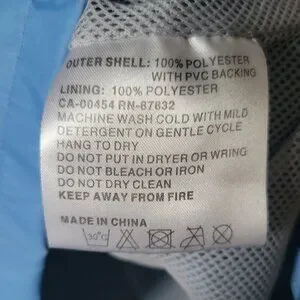 OUTER SHELL: 100% POLYESTER
WITH PVC BACKING
LINING: 100% POLYESTER
CA-00454 RN-87832
MACHINE WASH COLD WITH MILD
DETERGENT ON GENTLE CYCLE
HANG TO DRY
DO NOT PUT IN DRYER OR WRING
DO NOT BLEACH OR IRON
DO NOT DRY CLEAN
KEEP AWAY FROM FIRE
MADE IN CHINA
30°C